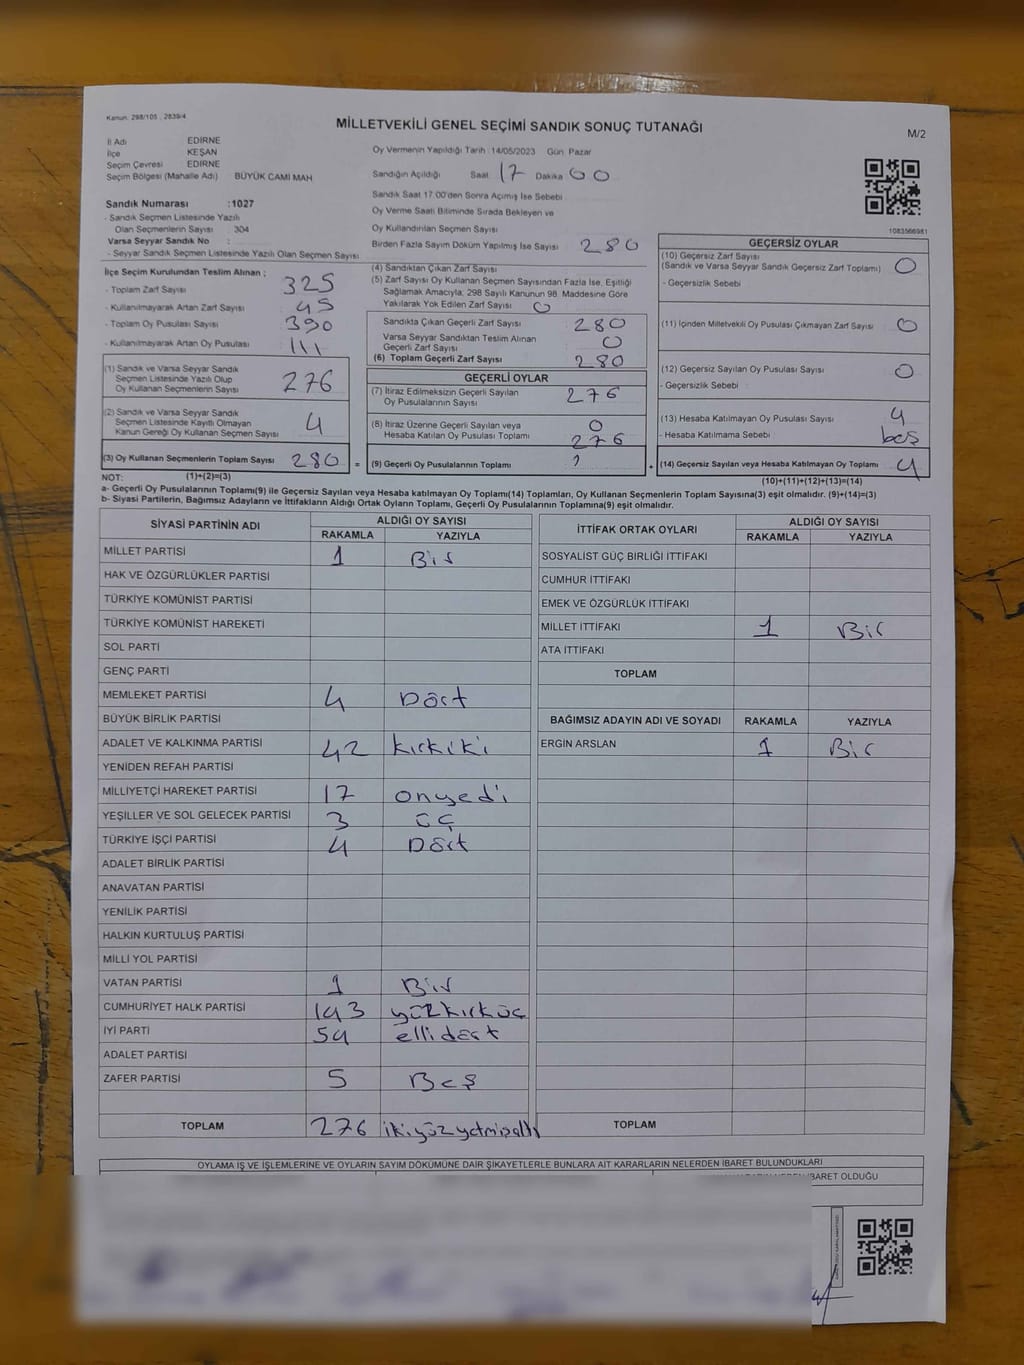 Kanun. 298/105 , 2839/4
MİLLETVEKİLİ GENEL SEÇİMİ SANDIK SONUÇ TUTANAĞI
M/2
İl Adı EDİRNE
İlçe KEŞAN
Seçim Çevresi EDİRNE
Seçim Bölgesi (Mahalle Adı) BÜYÜK CAMİ MAH
Sandık Numarası :1027
- Sandık Seçmen Listesinde Yazılı
Olan Seçmenlerin Sayısı : 304
Varsa Seyyar Sandık No :
- Seyyar Sandık Seçmen Listesinde Yazılı Olan Seçmen Sayısı
Oy Vermenin Yapıldığı Tarih :14/05/2023 Gün Pazar
Sandığın Açıldığı Saat 17 Dakika 00
Sandık Saat 17.00'den Sonra Açımış İse Sebebi
Oy Verme Saati Bitiminde Sırada Bekleyen ve
Oy Kullandırılan Seçmen Sayısı
Birden Fazla Sayım Döküm Yapılmış İse Sayısı 280
1083566981
İlçe Seçim Kurulundan Teslim Alınan ;
- Toplam Zarf Sayısı 325
- Kullanılmayarak Artan Zarf Sayısı 45
- Toplam Oy Pusulası Sayısı 390
- Kullanılmayarak Artan Oy Pusulası 111
(1) Sandık ve Varsa Seyyar Sandık
Seçmen Listesinde Yazılı Olup
Oy Kullanan Seçmenlerin Sayısı 276
(2) Sandık ve Varsa Seyyar Sandık
Seçmen Listesinde Kayıtlı Olmayan
Kanun Gereği Oy Kullanan Seçmen Sayısı 4
(3) Oy Kullanan Seçmenlerin Toplam Sayısı 280 =
(1)+(2)=(3)
(4) Sandıktan Çıkan Zarf Sayısı
(5) Zarf Sayısı Oy Kullanan Seçmen Sayısından Fazla İse, Eşitliği
Sağlamak Amacıyla, 298 Sayılı Kanunun 98. Maddesine Göre
Yakılarak Yok Edilen Zarf Sayısı 0
Sandıkta Çıkan Geçerli Zarf Sayısı 280
Varsa Seyyar Sandıktan Teslim Alınan
Geçerli Zarf Sayısı 0
(6) Toplam Geçerli Zarf Sayısı 280
GEÇERLİ OYLAR
(7) İtiraz Edilmeksizin Geçerli Sayılan
Oy Pusulalarının Sayısı 276
(8) İtiraz Üzerine Geçerli Sayılan veya
Hesaba Katılan Oy Pusulası Toplamı 0
276
(9) Geçerli Oy Pusulalarının Toplamı
+
GEÇERSİZ OYLAR
(10) Geçersiz Zarf Sayısı
(Sandık ve Varsa Seyyar Sandık Geçersiz Zarf Toplamı) 0
- Geçersizlik Sebebi
(11) İçinden Milletvekili Oy Pusulası Çıkmayan Zarf Sayısı 0
(12) Geçersiz Sayılan Oy Pusulası Sayısı 0
- Geçersizlik Sebebi
(13) Hesaba Katılmayan Oy Pusulası Sayısı 4
- Hesaba Katılmama Sebebi boş
(14) Geçersiz Sayılan veya Hesaba Katılmayan Oy Toplamı 4
(10)+(11)+(12)+(13)=(14)
NOT:
a- Geçerli Oy Pusulalarının Toplamı(9) ile Geçersiz Sayılan veya Hesaba katılmayan Oy Toplamı(14) Toplamları, Oy Kullanan Seçmenlerin Toplam Sayısına(3) eşit olmalıdır. (9)+(14)=(3)
b- Siyasi Partilerin, Bağımsız Adayların ve İttifakların Aldığı Ortak Oyların Toplamı, Geçerli Oy Pusulalarının Toplamına(9) eşit olmalıdır.
SİYASİ PARTİNİN ADI ALDIĞI OY SAYISI
RAKAMLA YAZIYLA
MİLLET PARTİSİ 1 Bir
HAK VE ÖZGÜRLÜKLER PARTİSİ
TÜRKİYE KOMÜNİST PARTİSİ
TÜRKİYE KOMÜNİST HAREKETİ
SOL PARTİ
GENÇ PARTİ
MEMLEKET PARTİSİ 4 Dört
BÜYÜK BİRLİK PARTİSİ
ADALET VE KALKINMA PARTİSİ 42 kırkiki
YENİDEN REFAH PARTİSİ
MİLLİYETÇİ HAREKET PARTİSİ 17 onyedi
YEŞİLLER VE SOL GELECEK PARTİSİ 3 üç
TÜRKİYE İŞÇİ PARTİSİ 4 Dört
ADALET BİRLİK PARTİSİ
ANAVATAN PARTİSİ
YENİLİK PARTİSİ
HALKIN KURTULUŞ PARTİSİ
MİLLİ YOL PARTİSİ
VATAN PARTİSİ 1 Bir
CUMHURİYET HALK PARTİSİ 143 yüzkırküç
İYİ PARTİ 54 ellidört
ADALET PARTİSİ
ZAFER PARTİSİ 5 Beş
TOPLAM 276 ikiyüzyetmişaltı
İTTİFAK ORTAK OYLARI ALDIĞI OY SAYISI
RAKAMLA YAZIYLA
SOSYALİST GÜÇ BİRLİĞİ İTTİFAKI
CUMHUR İTTİFAKI
EMEK VE ÖZGÜRLÜK İTTİFAKI
MİLLET İTTİFAKI 1 Bir
ATA İTTİFAKI
TOPLAM
BAĞIMSIZ ADAYIN ADI VE SOYADI RAKAMLA YAZIYLA
ERGİN ARSLAN 1 Bir
TOPLAM
OYLAMA İŞ VE İŞLEMLERİNE VE OYLARIN SAYIM DÖKÜMÜNE DAİR ŞİKAYETLERLE BUNLARA AİT KARARLARIN NELERDEN İBARET BULUNDUKLARI
İBARET OLDUĞU